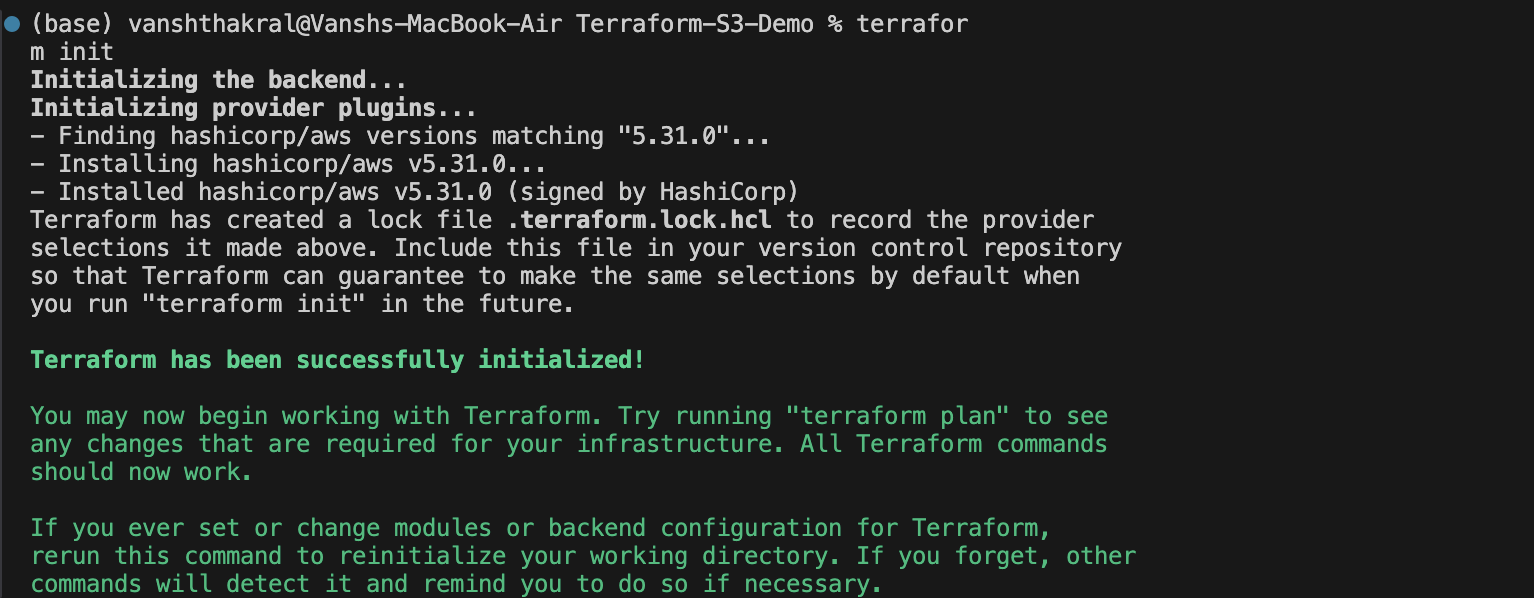 (base) vanshthakral@Vanshs-MacBook-Air Terraform-S3-Demo % terrafor
m init
Initializing the backend...
Initializing provider plugins...
- Finding hashicorp/aws versions matching "5.31.0"...
- Installing hashicorp/aws v5.31.0...
- Installed hashicorp/aws v5.31.0 (signed by HashiCorp)
Terraform has created a lock file .terraform.lock.hcl to record the provider
selections it made above. Include this file in your version control repository
so that Terraform can guarantee to make the same selections by default when
you run "terraform init" in the future.

Terraform has been successfully initialized!

You may now begin working with Terraform. Try running "terraform plan" to see
any changes that are required for your infrastructure. All Terraform commands
should now work.

If you ever set or change modules or backend configuration for Terraform,
rerun this command to reinitialize your working directory. If you forget, other
commands will detect it and remind you to do so if necessary.